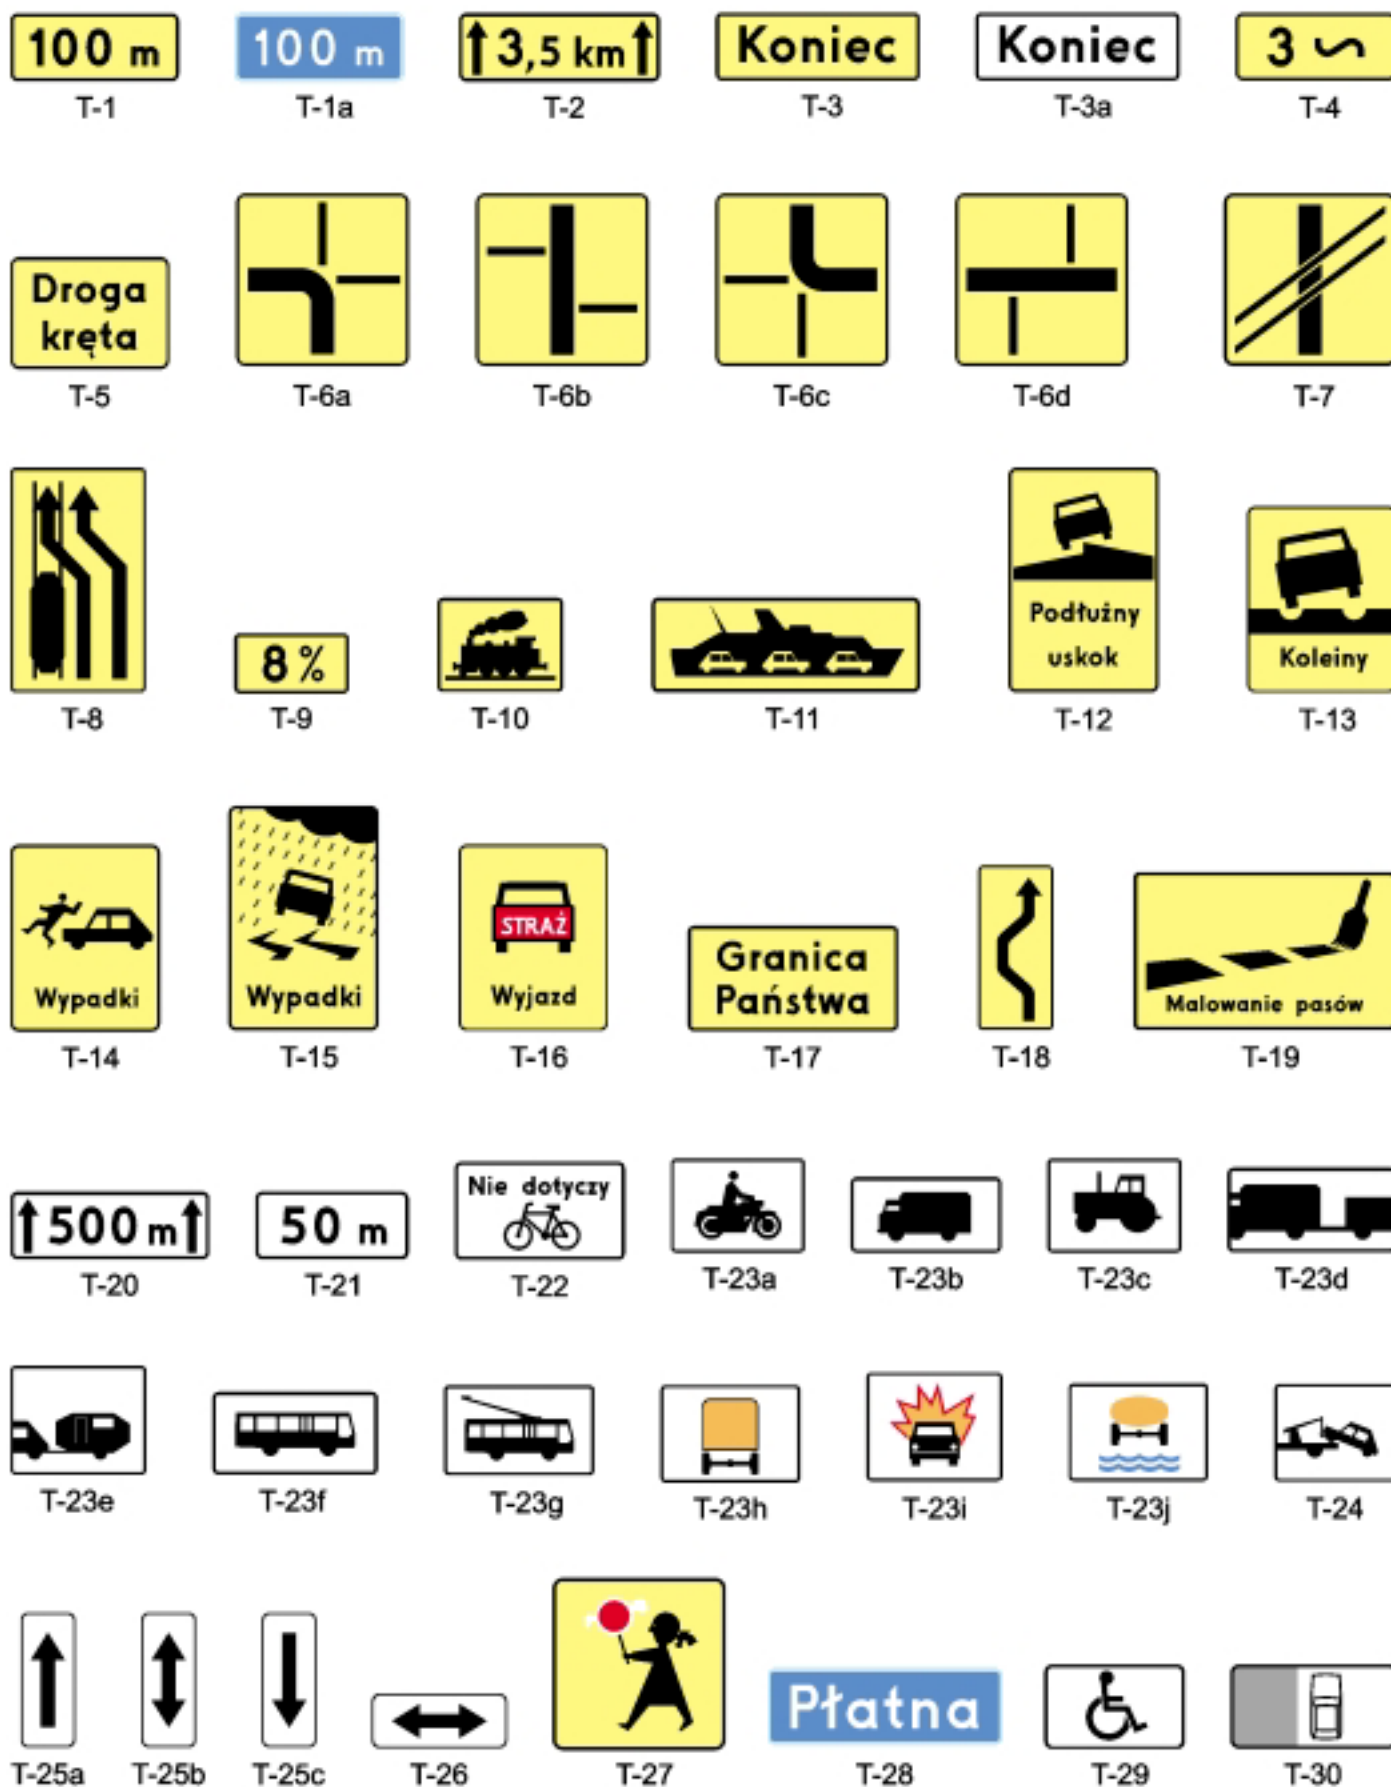 100 m
100 m
3,5 km
Koniec
Koniec
3
T-1
T-1a
T-2
T-3
T-3a
T-4
Droga
kręta
T-5
T-6a
T-6b
T-6c
T-6d
T-7
8%
Podłużny
uskok
Koleiny
T-8
T-9
T-10
T-11
T-12
T-13
Wypadki
Wypadki
STRAŻ
Wyjazd
Granica
Państwa
Malowanie pasów
T-14
T-15
T-16
T-17
T-18
T-19
500 m
50 m
Nie dotyczy
T-20
T-21
T-22
T-23a
T-23b
T-23c
T-23d
T-23e
T-23f
T-23g
T-23h
T-23i
T-23j
T-24
Płatna
T-25a
T-25b
T-25c
T-26
T-27
T-28
T-29
T-30